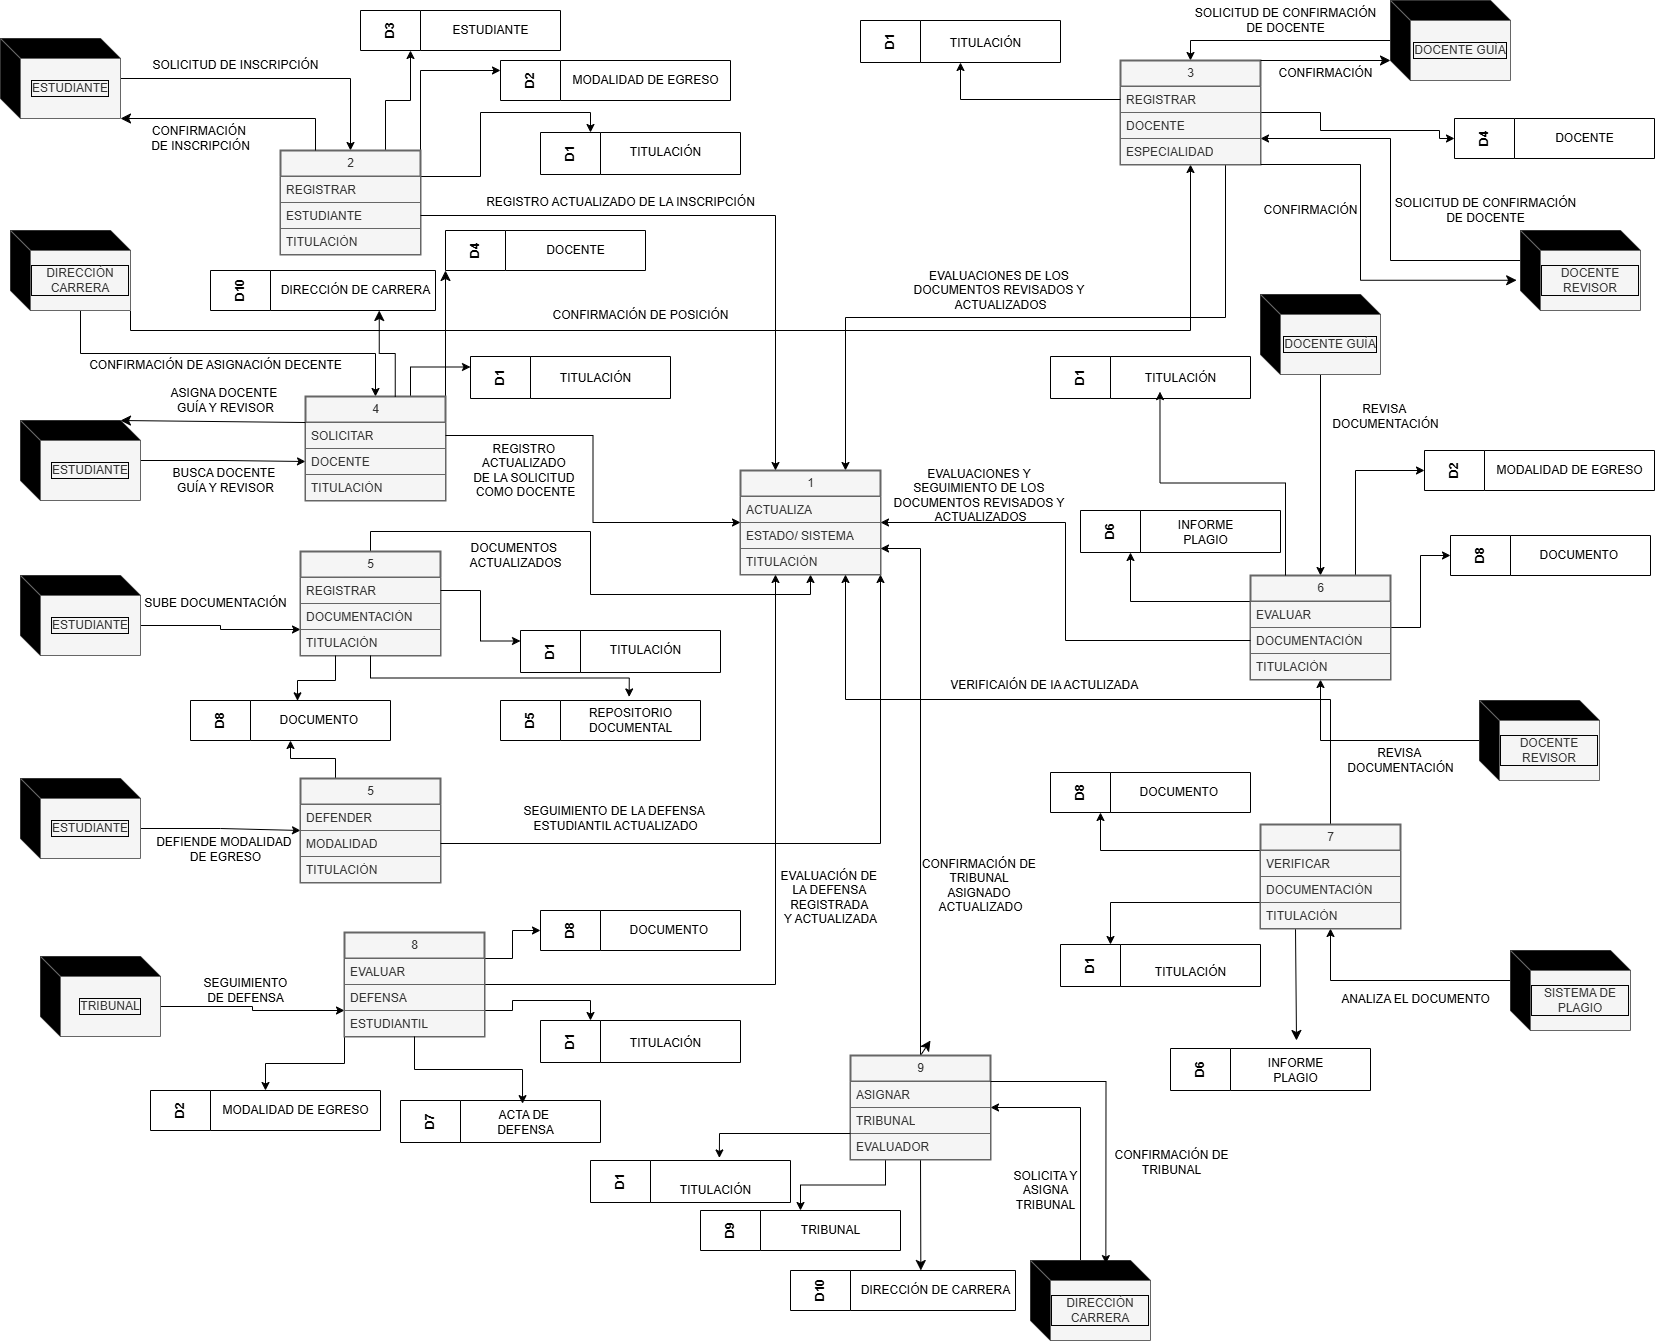 D3
ESTUDIANTE
D2
MODALIDAD DE EGRESO
SOLICITUD DE INSCRIPCIÓN
ESTUDIANTE
CONFIRMACIÓN
DE INSCRIPCIÓN
D1
TITULACIÓN
2
REGISTRAR
ESTUDIANTE
TITULACIÓN
REGISTRO ACTUALIZADO DE LA INSCRIPCIÓN
D1
TITULACIÓN
SOLICITUD DE CONFIRMACIÓN
DE DOCENTE
DOCENTE GUÍA
CONFIRMACIÓN
3
REGISTRAR
DOCENTE
ESPECIALIDAD
D4
DOCENTE
CONFIRMACIÓN
SOLICITUD DE CONFIRMACIÓN
DE DOCENTE
DOCENTE
REVISOR
DIRECCIÓN
CARRERA
D4
DOCENTE
D10
DIRECCIÓN DE CARRERA
CONFIRMACIÓN DE POSICIÓN
EVALUACIONES DE LOS
DOCUMENTOS REVISADOS Y
ACTUALIZADOS
CONFIRMACIÓN DE ASIGNACIÓN DECENTE
D1
TITULACIÓN
ASIGNA DOCENTE
GUÍA Y REVISOR
4
SOLICITAR
DOCENTE
TITULACIÓN
ESTUDIANTE
BUSCA DOCENTE
GUÍA Y REVISOR
REGISTRO
ACTUALIZADO
DE LA SOLICITUD
COMO DOCENTE
DOCENTE GUÍA
D1
TITULACIÓN
REVISA
DOCUMENTACIÓN
D2
MODALIDAD DE EGRESO
1
ACTUALIZA
ESTADO/ SISTEMA
TITULACIÓN
EVALUACIONES Y
SEGUIMIENTO DE LOS
DOCUMENTOS REVISADOS Y
ACTUALIZADOS
D6
INFORME
PLAGIO
D8
DOCUMENTO
6
EVALUAR
DOCUMENTACIÓN
TITULACIÓN
DOCUMENTOS
ACTUALIZADOS
5
REGISTRAR
DOCUMENTACIÓN
TITULACIÓN
SUBE DOCUMENTACIÓN
ESTUDIANTE
D1
TITULACIÓN
D8
DOCUMENTO
D5
REPOSITORIO
DOCUMENTAL
VERIFICAIÓN DE IA ACTULIZADA
DOCENTE
REVISOR
REVISA
DOCUMENTACIÓN
5
DEFENDER
MODALIDAD
TITULACIÓN
ESTUDIANTE
DEFIENDE MODALIDAD
DE EGRESO
SEGUIMIENTO DE LA DEFENSA
ESTUDIANTIL ACTUALIZADO
D8
DOCUMENTO
7
VERIFICAR
DOCUMENTACIÓN
TITULACIÓN
EVALUACIÓN DE
LA DEFENSA
REGISTRADA
Y ACTUALIZADA
CONFIRMACIÓN DE
TRIBUNAL
ASIGNADO
ACTUALIZADO
D8
DOCUMENTO
8
EVALUAR
DEFENSA
ESTUDIANTIL
SEGUIMIENTO
DE DEFENSA
TRIBUNAL
D1
TITULACIÓN
D1
TITULACIÓN
ANALIZA EL DOCUMENTO
SISTEMA DE
PLAGIO
D6
INFORME
PLAGIO
D2
MODALIDAD DE EGRESO
D7
ACTA DE
DEFENSA
9
ASIGNAR
TRIBUNAL
EVALUADOR
D1
TITULACIÓN
D9
TRIBUNAL
D10
DIRECCIÓN DE CARRERA
SOLICITA Y
ASIGNA
TRIBUNAL
CONFIRMACIÓN DE
TRIBUNAL
DIRECCIÓN
CARRERA